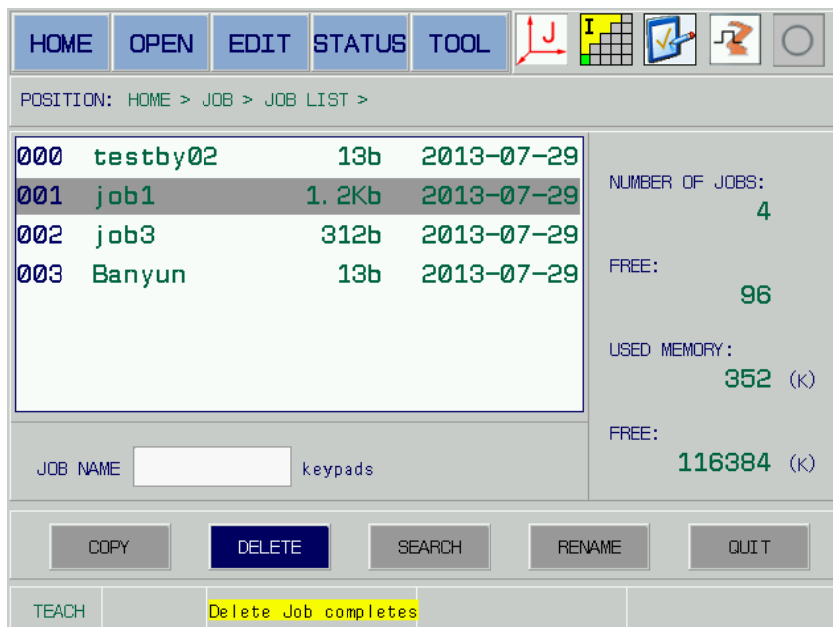 HOME OPEN EDIT STATUS TOOL J I
POSITION: HOME > JOB > JOB LIST >
000 testby02 13b 2013-07-29
001 job1 1.2Kb 2013-07-29
002 job3 312b 2013-07-29
003 Banyun 13b 2013-07-29
NUMBER OF JOBS:
4
FREE:
96
USED MEMORY:
352 (K)
FREE:
116384 (K)
JOB NAME keypads
COPY DELETE SEARCH RENAME QUIT
TEACH Delete Job completes